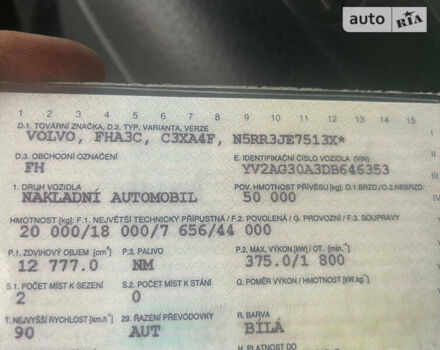 auto RIA
1 2 3 4 5 6 7 8 9 10 11 12 13 14 15
D.1. TOVÁRNÍ ZNAČKA, D.2. TYP, VARIANTA, VERZE
VOLVO, FHA3C, C3XA4F, N5RR3JE7513X*
D.3. OBCHODNÍ OZNAČENÍ E. IDENTIFIKAČNÍ ČÍSLO VOZIDLA (VIN)
FH YV2AG30A3DB646353
1. DRUH VOZIDLA POV. HMOTNOST PŘÍVĚSU [kg]: O.1.BRZD./O.2.NEBRZD.
NÁKLADNÍ AUTOMOBIL 50 000
HMOTNOST [kg]: F.1. NEJVĚTŠÍ TECHNICKY PŘÍPUSTNÁ / F.2. POVOLENÁ / G. PROVOZNÍ / F.3. SOUPRAVY
20 000/18 000/7 656/44 000
P.1. ZDVIHOVÝ OBJEM [cm³] P.3. PALIVO P.2. MAX. VÝKON [kW] / OT. [min.⁻¹]
12 777.0 NM 375.0/1 800
S.1. POČET MÍST K SEZENÍ S.2. POČET MÍST K STÁNÍ Q. POMĚR VÝKON / HMOTNOST [kW.kg⁻¹]
2 0
T. NEJVYŠŠÍ RYCHLOST [km.h⁻¹] 29. ŘAZENÍ PŘEVODOVKY R. BARVA
90 AUT BÍLÁ
H. PLATNOST DO